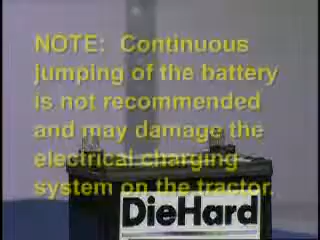 NOTE: Continuous
jumping of the battery
is not recommended
and may damage the
electrical charging
system on the tractor.
DieHard